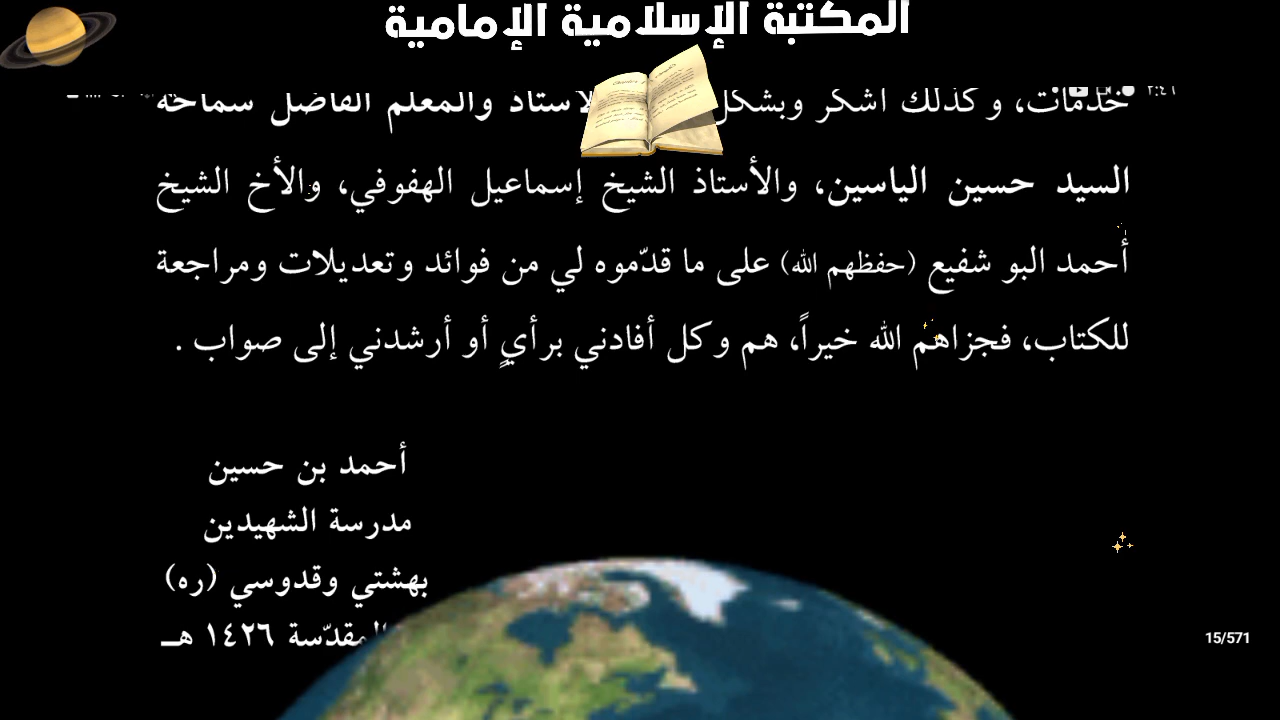 المكتبة الإسلامية الإمامية
خدمات، وكذلك أشكر وبشكل الأستاذ والمعلم الفاضل سماحة
السيد حسين الياسين، والأستاذ الشيخ إسماعيل الهفوفي، والأخ الشيخ
أحمد البو شفيع (حفظهم الله) على ما قدّموه لي من فوائد وتعديلات ومراجعة
للكتاب، فجزاهم الله خيراً، هم وكل أفادني برأيٍ أو أرشدني إلى صواب .
أحمد بن حسين
مدرسة الشهيدين
بهشتي وقدوسي (ره)
المقدّسة ١٤٢٦ هـ
15/571